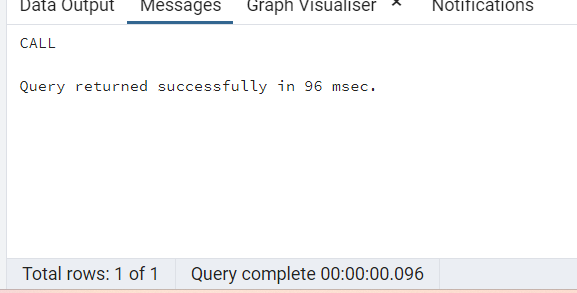 Data Output Messages Graph Visualiser × Notifications
CALL
Query returned successfully in 96 msec.
Total rows: 1 of 1 Query complete 00:00:00.096